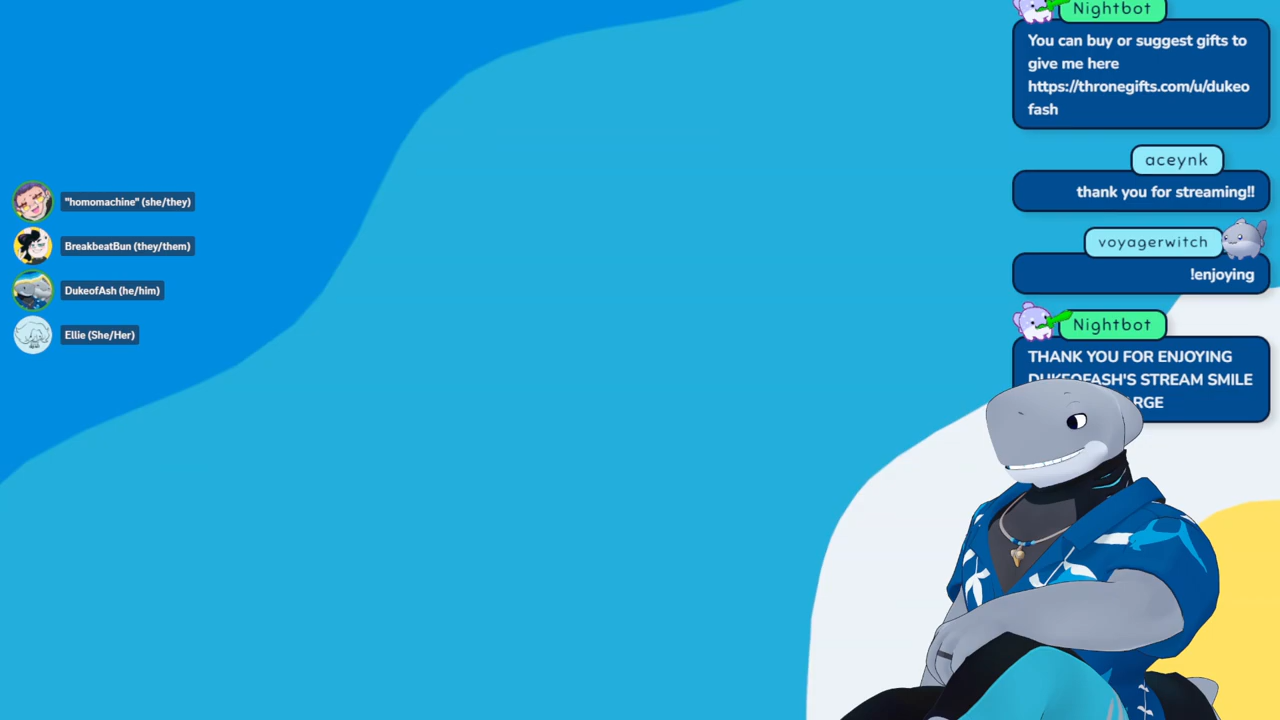 "homomachine" (she/they)
BreakbeatBun (they/them)
DukeofAsh (he/him)
Ellie (She/Her)
Nightbot
You can buy or suggest gifts to
give me here
https://thronegifts.com/u/dukeo
fash
aceynk
thank you for streaming!!
voyagerwitch
!enjoying
Nightbot
THANK YOU FOR ENJOYING
DUKEOFASH'S STREAM SMILE